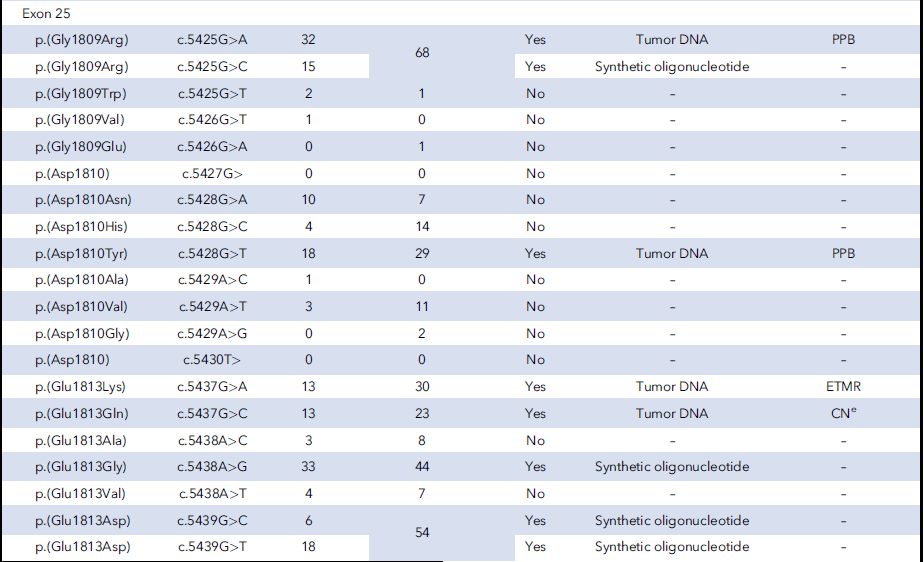 Exon 25
p.(Gly1809Arg) c.5425G>A 32 68 Yes Tumor DNA PPB
p.(Gly1809Arg) c.5425G>C 15 Yes Synthetic oligonucleotide –
p.(Gly1809Trp) c.5425G>T 2 1 No – –
p.(Gly1809Val) c.5426G>T 1 0 No – –
p.(Gly1809Glu) c.5426G>A 0 1 No – –
p.(Asp1810) c.5427G> 0 0 No – –
p.(Asp1810Asn) c.5428G>A 10 7 No – –
p.(Asp1810His) c.5428G>C 4 14 No – –
p.(Asp1810Tyr) c.5428G>T 18 29 Yes Tumor DNA PPB
p.(Asp1810Ala) c.5429A>C 1 0 No – –
p.(Asp1810Val) c.5429A>T 3 11 No – –
p.(Asp1810Gly) c.5429A>G 0 2 No – –
p.(Asp1810) c.5430T> 0 0 No – –
p.(Glu1813Lys) c.5437G>A 13 30 Yes Tumor DNA ETMR
p.(Glu1813Gln) c.5437G>C 13 23 Yes Tumor DNA CNe
p.(Glu1813Ala) c.5438A>C 3 8 No – –
p.(Glu1813Gly) c.5438A>G 33 44 Yes Synthetic oligonucleotide –
p.(Glu1813Val) c.5438A>T 4 7 No – –
p.(Glu1813Asp) c.5439G>C 6 54 Yes Synthetic oligonucleotide –
p.(Glu1813Asp) c.5439G>T 18 Yes Synthetic oligonucleotide –